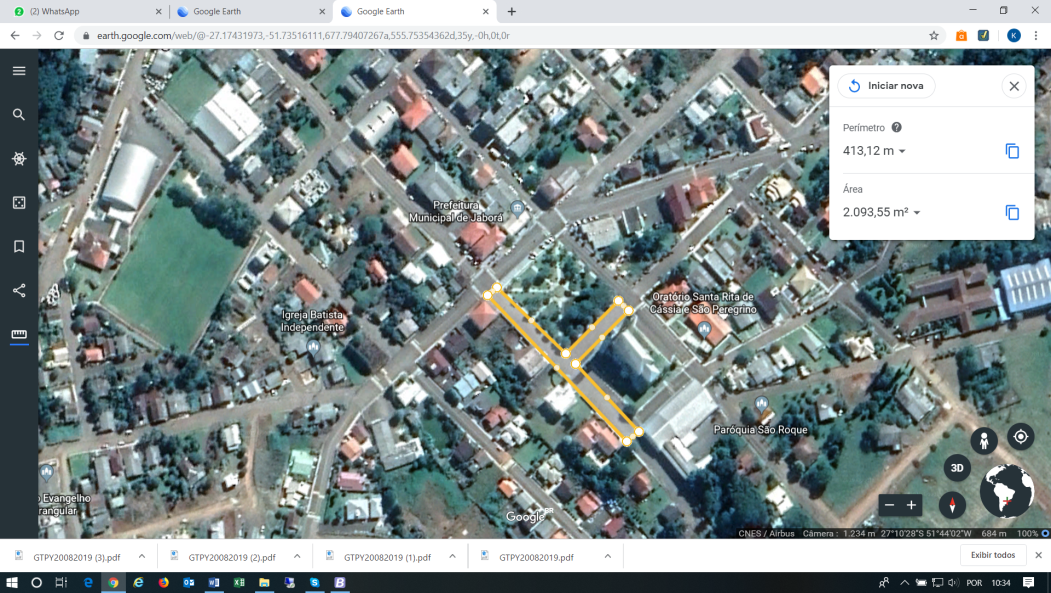 (2) WhatsApp
Google Earth
Google Earth
earth.google.com/web/@-27.17431973,-51.73516111,677.79407267a,555.75354362d,35y,-0h,0t,0r
K
Iniciar nova
Perímetro
413,12 m
Área
2.093,55 m²
Prefeitura
Municipal de Jaborá
Oratório Santa Rita de
Cássia e São Peregrino
Igreja Batista
Independente
Paróquia São Roque
o Evangelho
rangular
3D
Google
BR
CNES / Airbus Câmera : 1.234 m 27°10'28"S 51°44'02"W 684 m 100%
GTPY20082019 (3).pdf
GTPY20082019 (2).pdf
GTPY20082019 (1).pdf
GTPY20082019.pdf
Exibir todos
POR
10:34